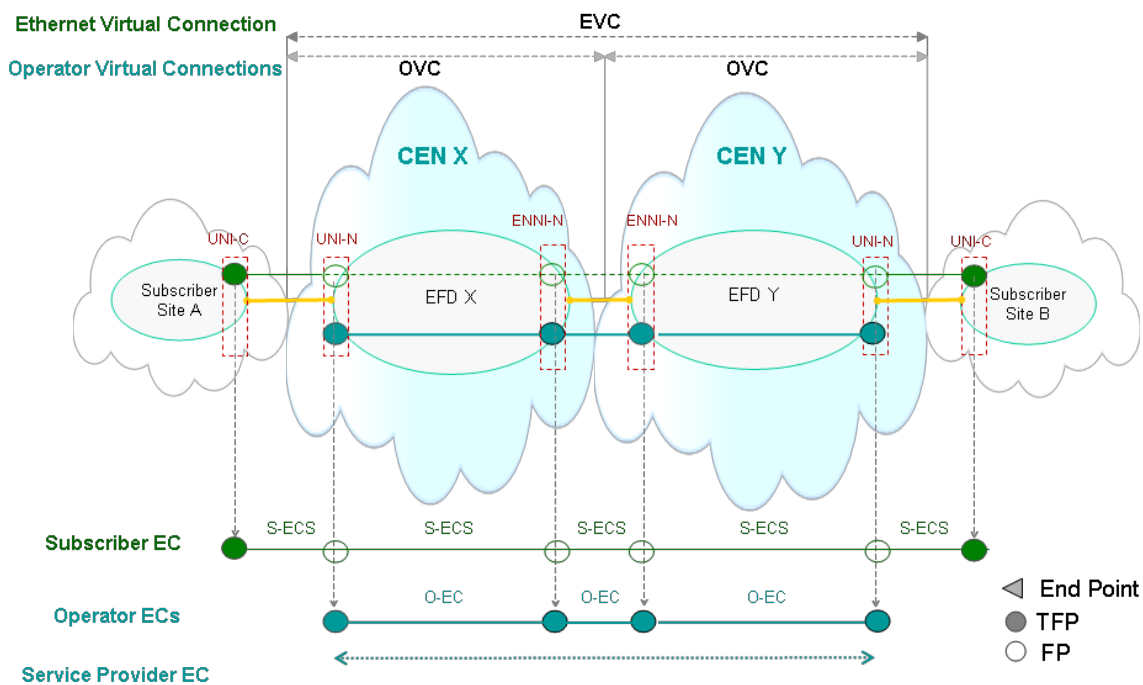 Ethernet Virtual Connection
EVC
Operator Virtual Connections
OVC
OVC
CEN X
CEN Y
UNI-C
UNI-N
ENNI-N
ENNI-N
UNI-N
UNI-C
Subscriber
Site A
EFD X
EFD Y
Subscriber
Site B
S-ECS
S-ECS
S-ECS
S-ECS
S-ECS
Subscriber EC
O-EC
O-EC
O-EC
Operator ECs
Service Provider EC
End Point
TFP
FP